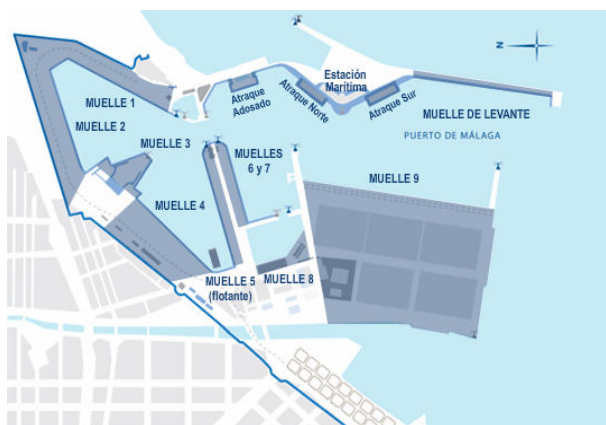 N
MUELLE 1
MUELLE 2
MUELLE 3
MUELLE 4
Atraque
Adosado
Atraque Norte
Estación
Marítima
Atraque Sur
MUELLE DE LEVANTE
PUERTO DE MÁLAGA
MUELLES
6 y 7
MUELLE 9
MUELLE 5
(flotante)
MUELLE 8